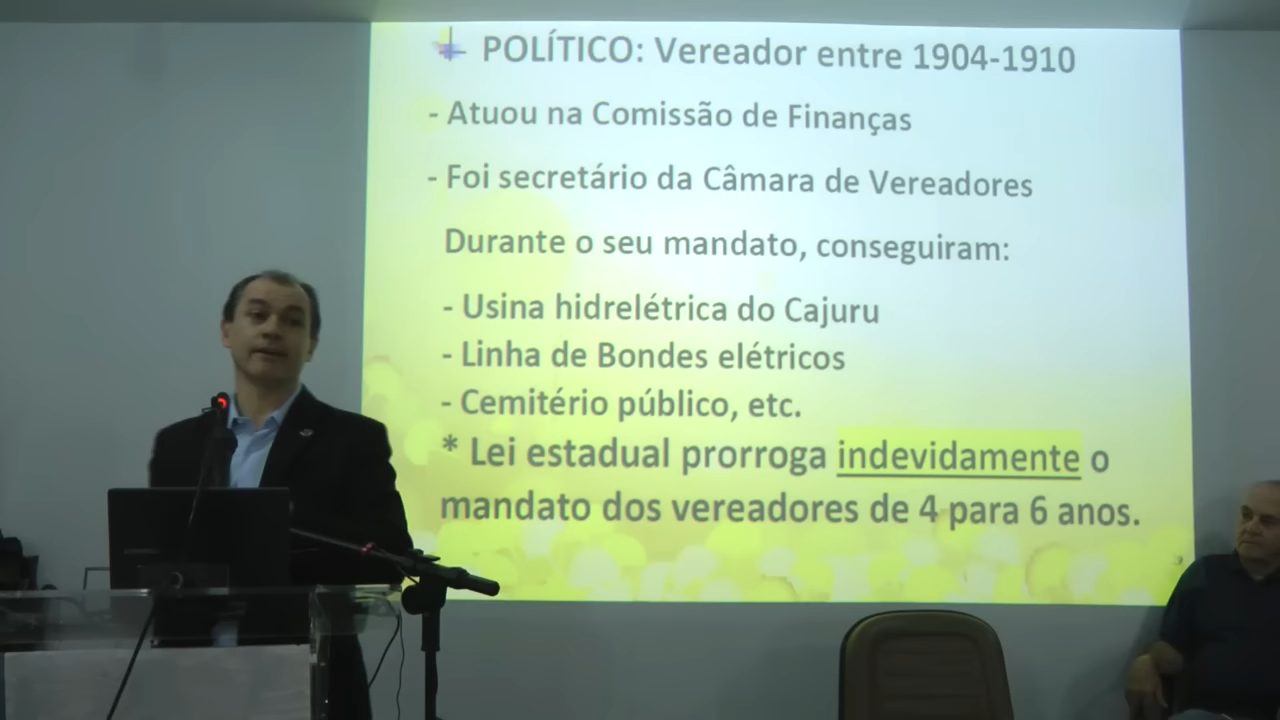 POLÍTICO: Vereador entre 1904-1910
- Atuou na Comissão de Finanças
- Foi secretário da Câmara de Vereadores
Durante o seu mandato, conseguiram:
- Usina hidrelétrica do Cajuru
- Linha de Bondes elétricos
- Cemitério público, etc.
* Lei estadual prorroga indevidamente o
mandato dos vereadores de 4 para 6 anos.